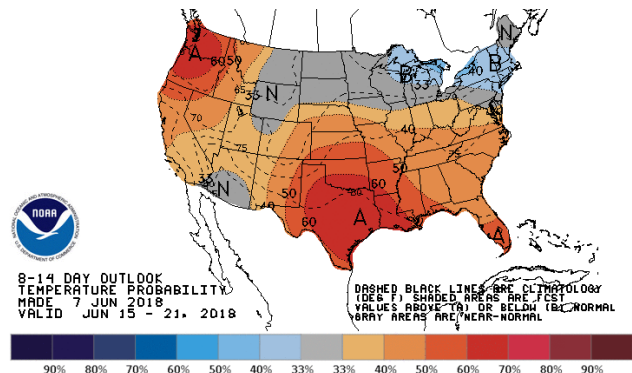 N
A
60 50
B
B
40
33
65
33
N
70
40
75
75
33
N
50
60
50
80
40
60
A
A
NOAA
NATIONAL OCEANIC AND ATMOSPHERIC ADMINISTRATION
U.S. DEPARTMENT OF COMMERCE
8-14 DAY OUTLOOK
TEMPERATURE PROBABILITY
MADE 7 JUN 2018
VALID JUN 15 - 21, 2018
DASHED BLACK LINES ARE CLIMATOLOGY
(DEG F) SHADED AREAS ARE FCST
VALUES ABOVE (A) OR BELOW (B) NORMAL
GRAY AREAS ARE NEAR-NORMAL
90% 80% 70% 60% 50% 40% 33% 33% 40% 50% 60% 70% 80% 90%